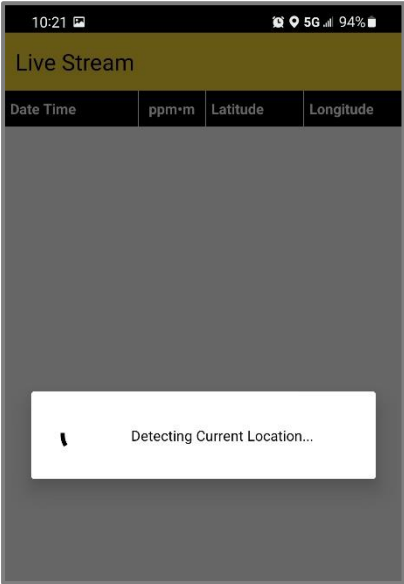 10:21 5G 94%
Live Stream
Date Time ppm•m Latitude Longitude
Detecting Current Location...